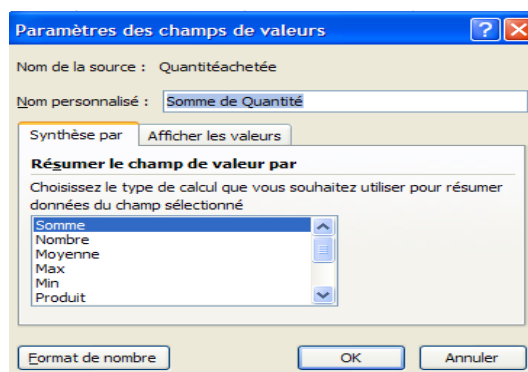 Paramètres des champs de valeurs
Nom de la source : Quantitéachetée
Nom personnalisé : Somme de Quantité
Synthèse par Afficher les valeurs
Résumer le champ de valeur par
Choisissez le type de calcul que vous souhaitez utiliser pour résumer
données du champ sélectionné
Somme
Nombre
Moyenne
Max
Min
Produit
Format de nombre OK Annuler